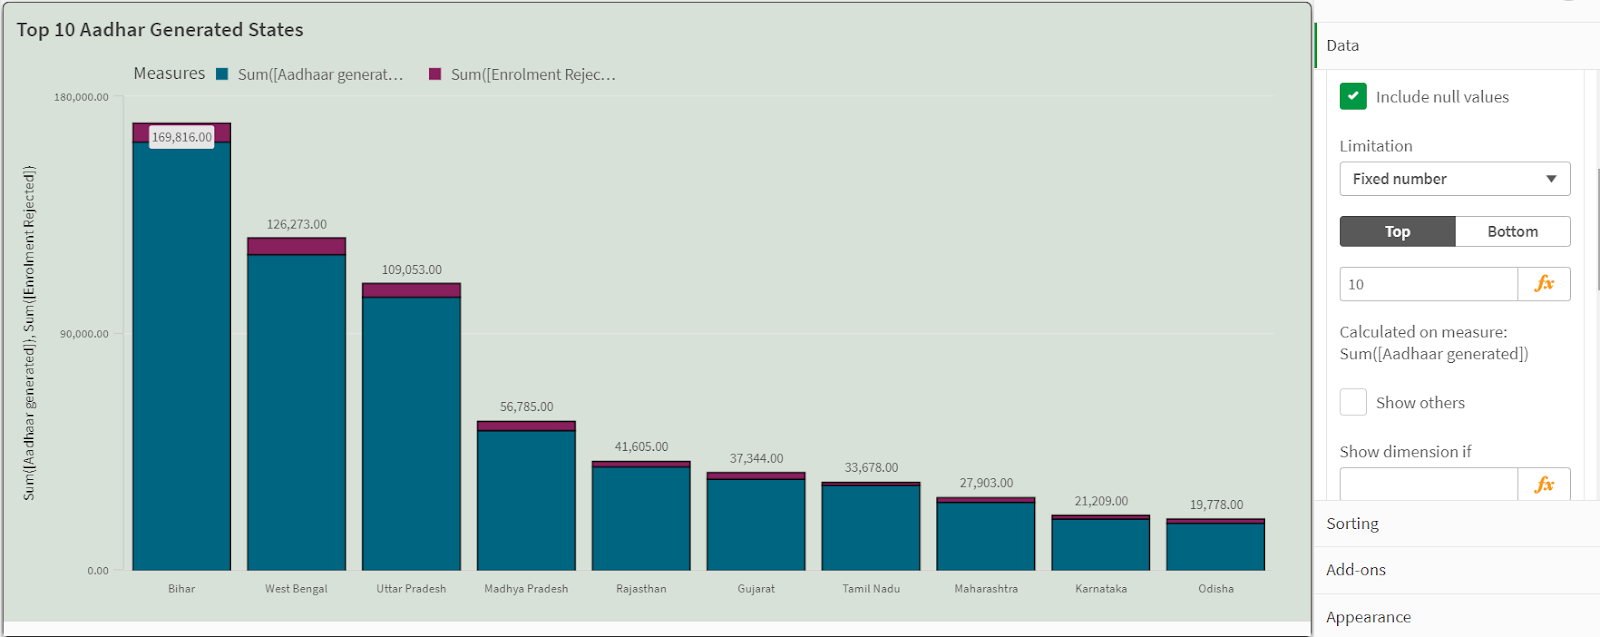 Top 10 Aadhar Generated States
Measures Sum([Aadhaar generat... Sum([Enrolment Rejec...
Sum([Aadhaar generated]), Sum([Enrolment Rejected])
180,000.00
90,000.00
0.00
169,816.00
126,273.00
109,053.00
56,785.00
41,605.00
37,344.00
33,678.00
27,903.00
21,209.00
19,778.00
Bihar West Bengal Uttar Pradesh Madhya Pradesh Rajasthan Gujarat Tamil Nadu Maharashtra Karnataka Odisha
Data
Include null values
Limitation
Fixed number
Top Bottom
10 fx
Calculated on measure:
Sum([Aadhaar generated])
Show others
Show dimension if
fx
Sorting
Add-ons
Appearance